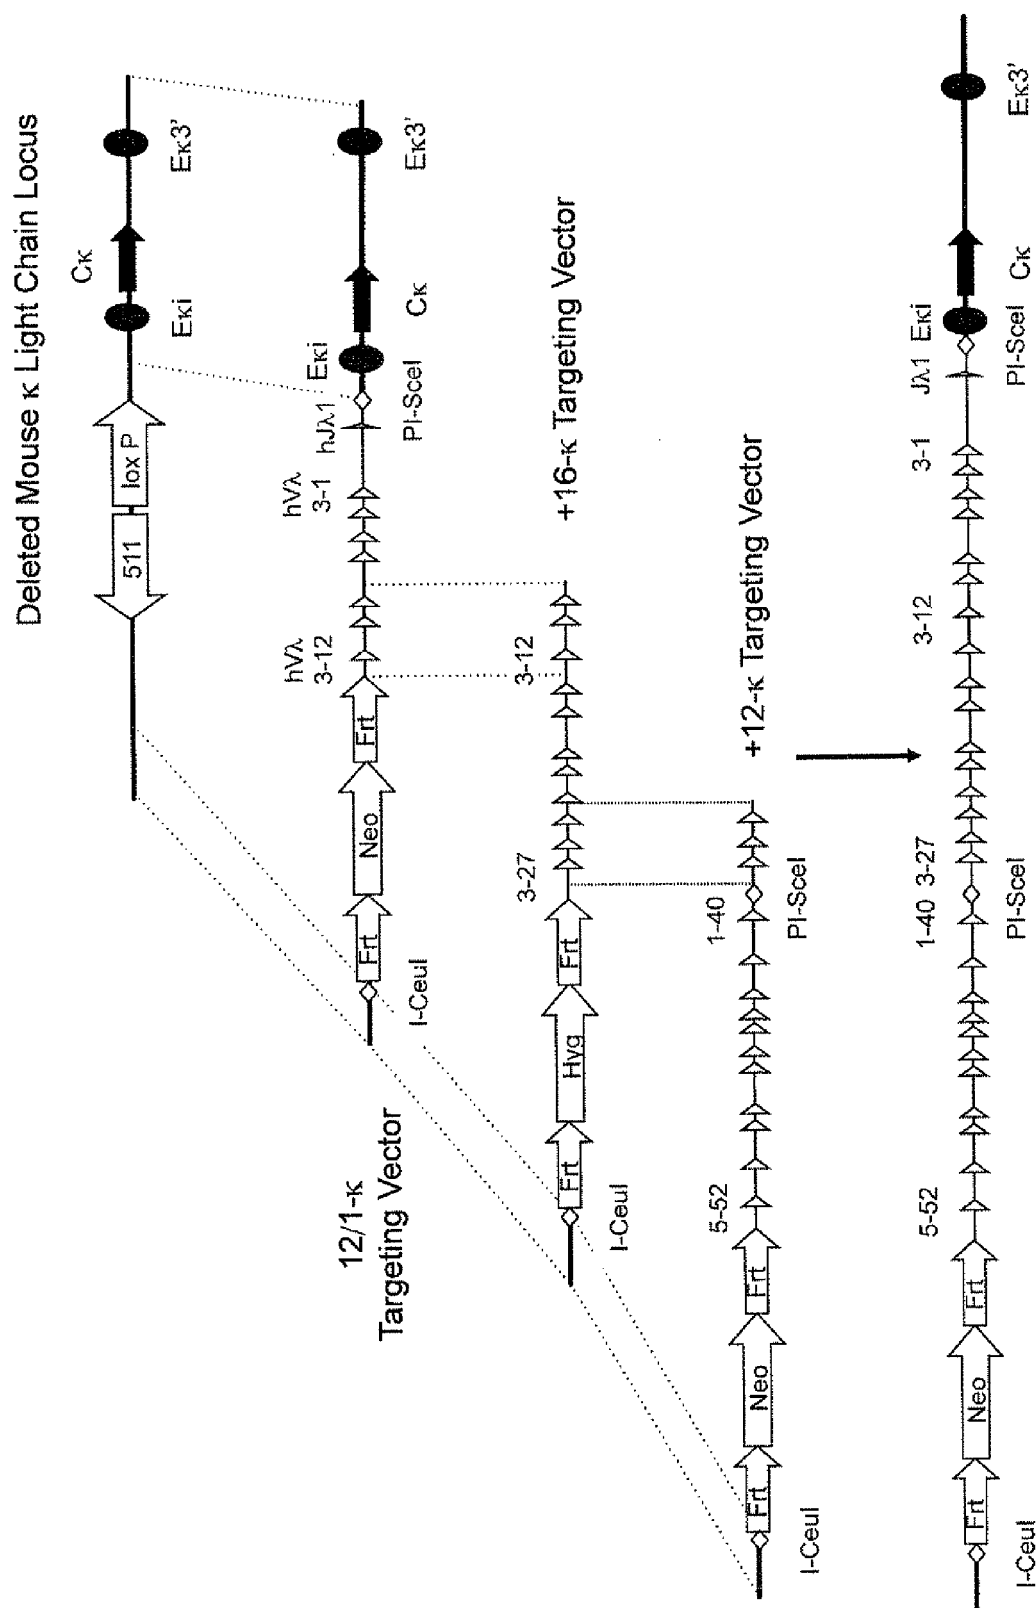 Deleted Mouse κ Light Chain Locus
511
lox P
Eκi
Cκ
Eκ3'
12/1-κ
Targeting Vector
I-CeuI
Frt
Neo
Frt
hVλ
3-12
hVλ
3-1
hJλ1
PI-SceI
Eκi
Cκ
Eκ3'
+16-κ Targeting Vector
I-CeuI
Frt
Hyg
Frt
3-27
3-12
+12-κ Targeting Vector
I-CeuI
Frt
Neo
Frt
5-52
1-40
PI-SceI
I-CeuI
Frt
Neo
Frt
5-52
1-40 3-27
PI-SceI
3-12
3-1
Jλ1
Eκi
PI-SceI
Cκ
Eκ3'